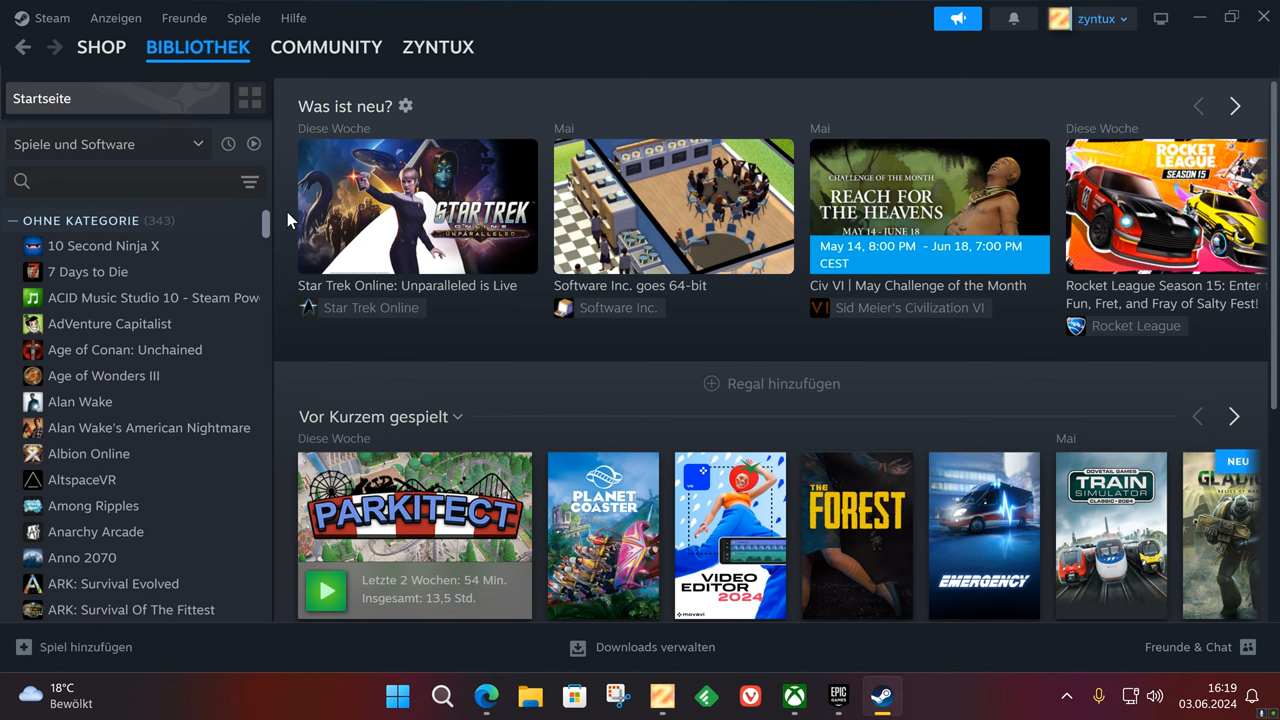 Steam Anzeigen Freunde Spiele Hilfe
zyntux
SHOP BIBLIOTHEK COMMUNITY ZYNTUX
Startseite
Spiele und Software
OHNE KATEGORIE (343)
10 Second Ninja X
7 Days to Die
ACID Music Studio 10 - Steam Pow
AdVenture Capitalist
Age of Conan: Unchained
Age of Wonders III
Alan Wake
Alan Wake's American Nightmare
Albion Online
AltspaceVR
Among Ripples
Anarchy Arcade
Anno 2070
ARK: Survival Evolved
ARK: Survival Of The Fittest
Was ist neu?
Diese Woche
STAR TREK
ONLINE
UNPARALLELED
Star Trek Online: Unparalleled is Live
Star Trek Online
Mai
Software Inc. goes 64-bit
Software Inc.
Mai
CHALLENGE OF THE MONTH
REACH FOR
THE HEAVENS
MAY 14 - JUNE 18
May 14, 8:00 PM - Jun 18, 7:00 PM
CEST
Civ VI | May Challenge of the Month
VI
Sid Meier's Civilization VI
Diese Woche
ROCKET
LEAGUE
SEASON 15
Rocket League Season 15: Enter
Fun, Fret, and Fray of Salty Fest!
Rocket League
Regal hinzufügen
Vor Kurzem gespielt
Diese Woche
PARKITECT
Letzte 2 Wochen: 54 Min.
Insgesamt: 13,5 Std.
PLANET
COASTER
VIDEO
EDITOR
2024
movavi
THE
FOREST
EMERGENCY
Mai
DOVETAIL GAMES
TRAIN
SIMULATOR
CLASSIC 2024
NEU
GLADI
RELICS OF WAR
Spiel hinzufügen
Downloads verwalten
Freunde & Chat
18°C
Bewölkt
EPIC
GAMES
16:19
03.06.2024